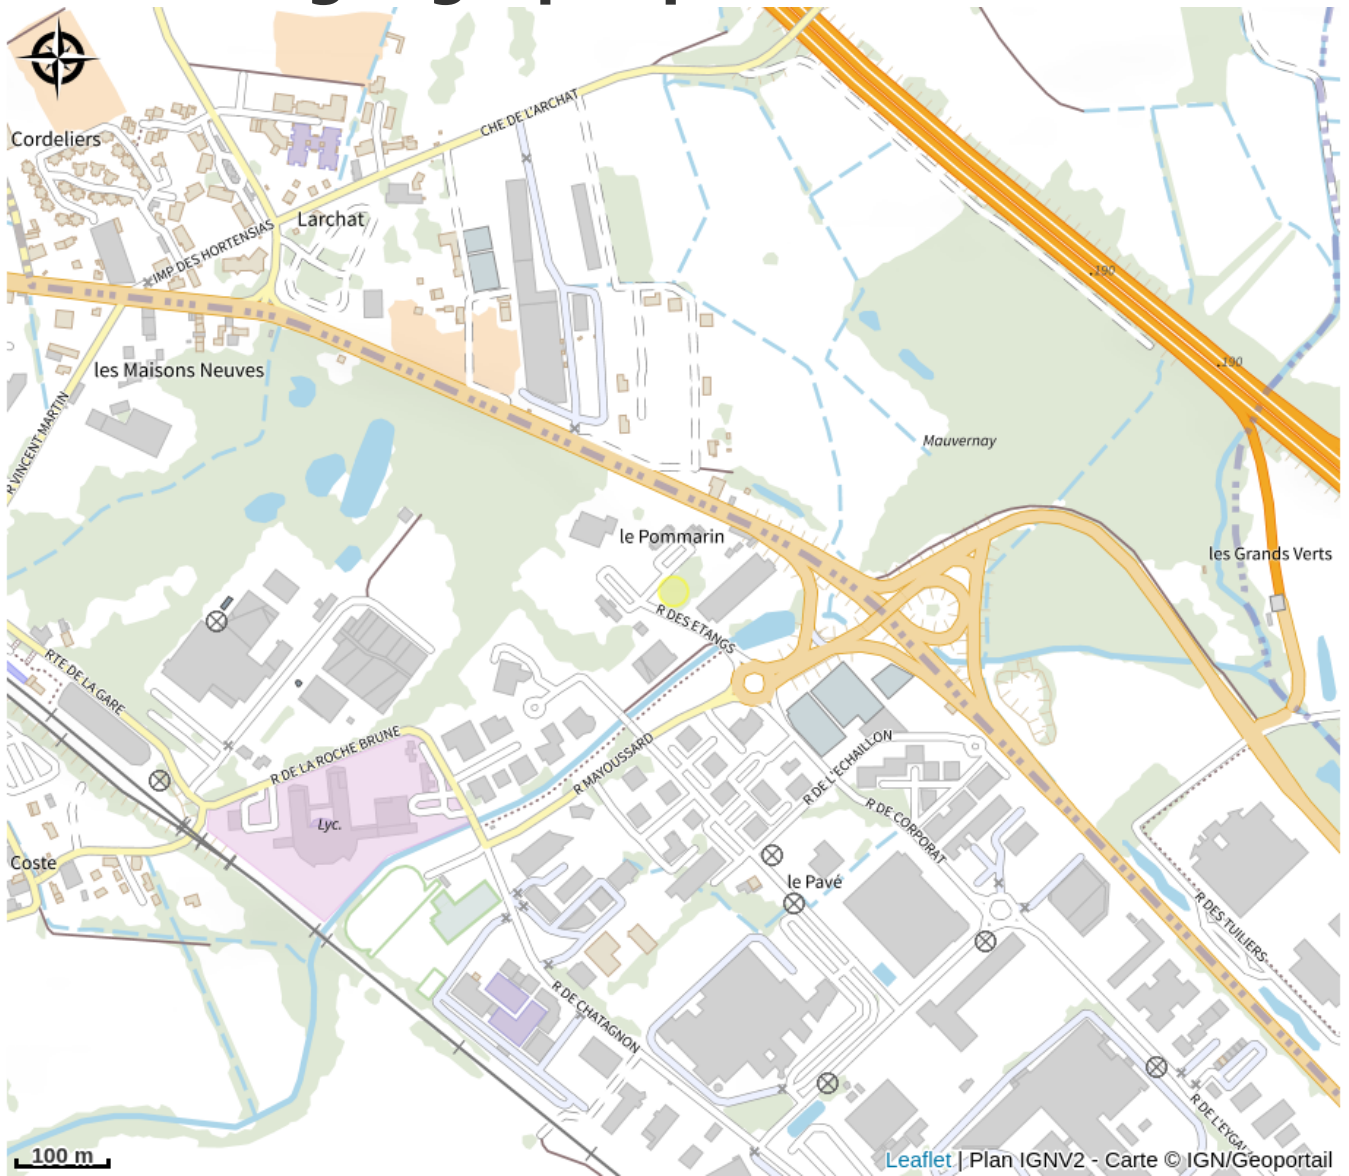 Cordeliers
CHE DE L'ARCHAT
Larchat
IMP DES HORTENSIAS
.190
.190
les Maisons Neuves
R VINCENT MARTIN
Mauvernay
le Pommarin
les Grands Verts
R DES ETANGS
RTE DE LA GARE
R DE LA ROCHE BRUNE
R MAYOUSSARD
R DE L'ECHAILLON
R DE CORPORAT
Lyc.
Coste
le Pavé
R DES TUILIERS
R DE CHATAGNON
100 m
Leaflet | Plan IGNV2 - Carte © IGN/Geoportail